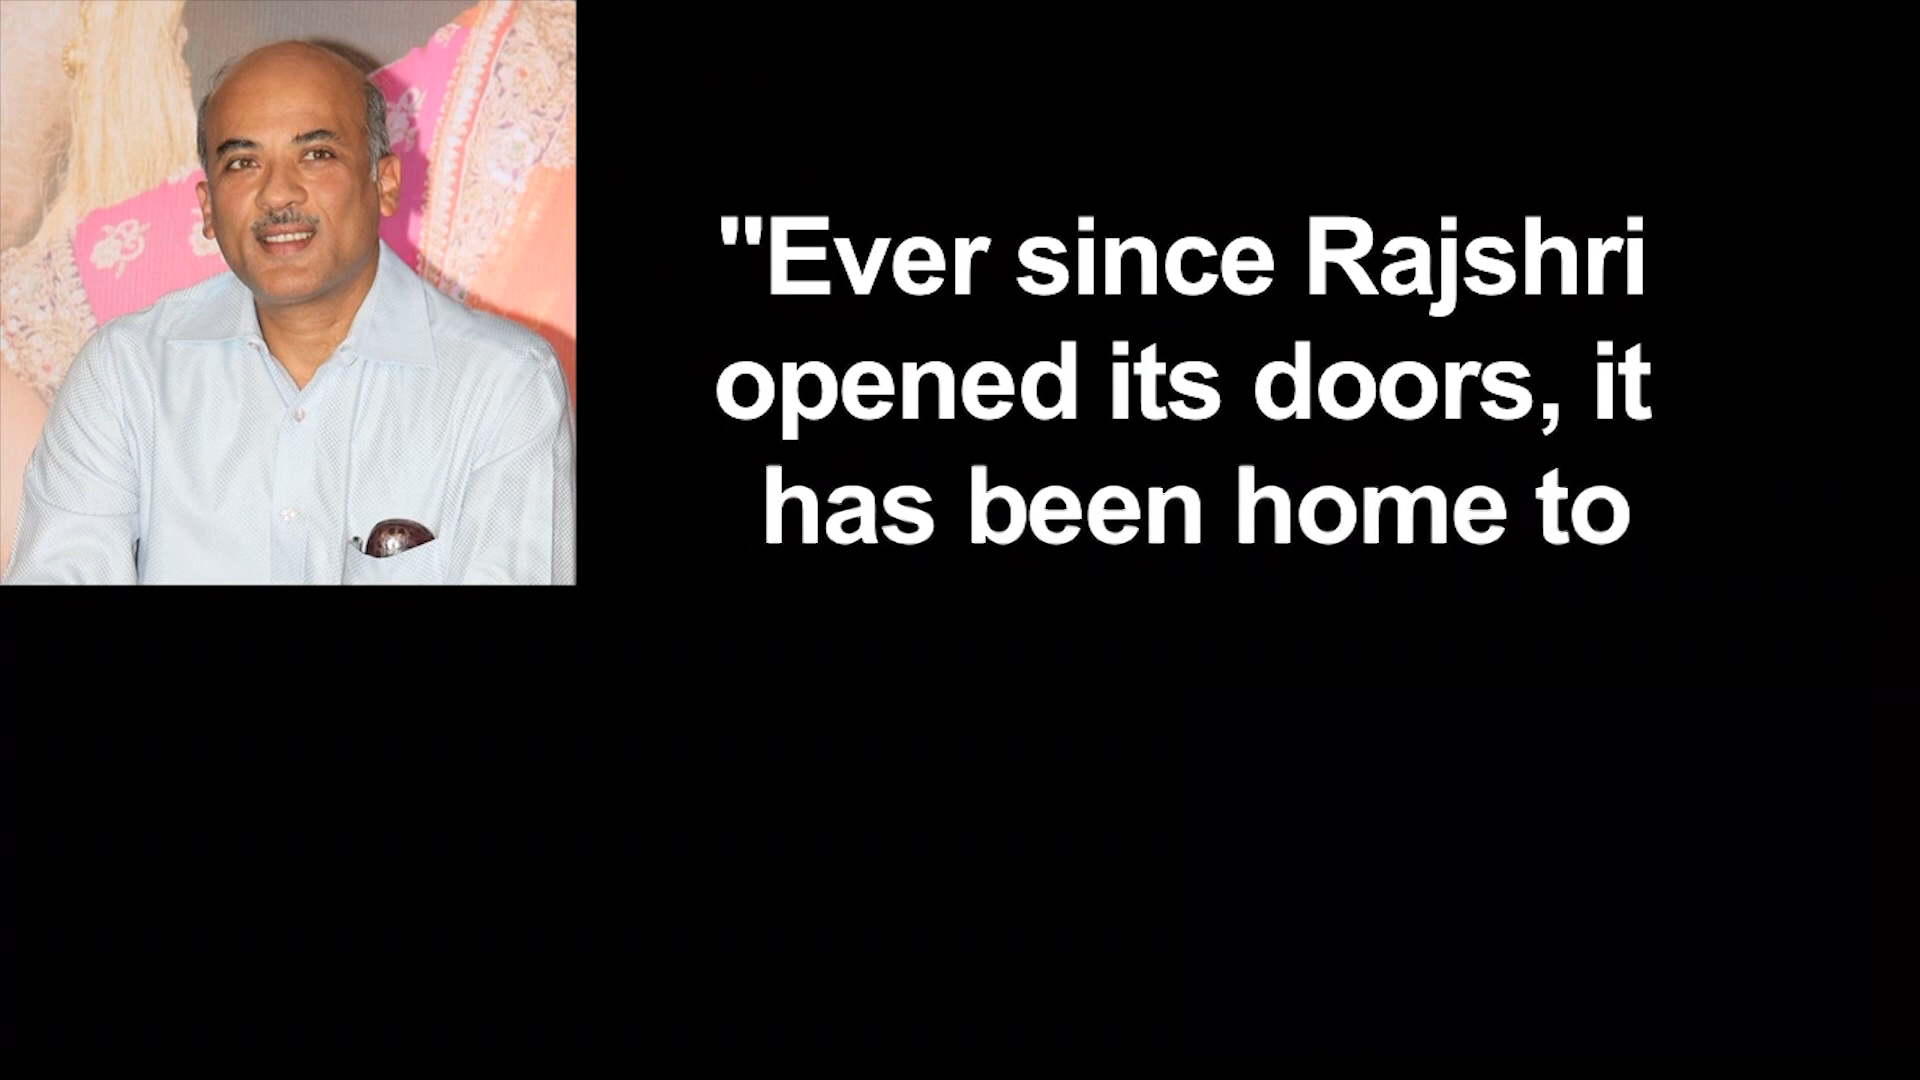 "Ever since Rajshri
opened its doors, it
has been home to